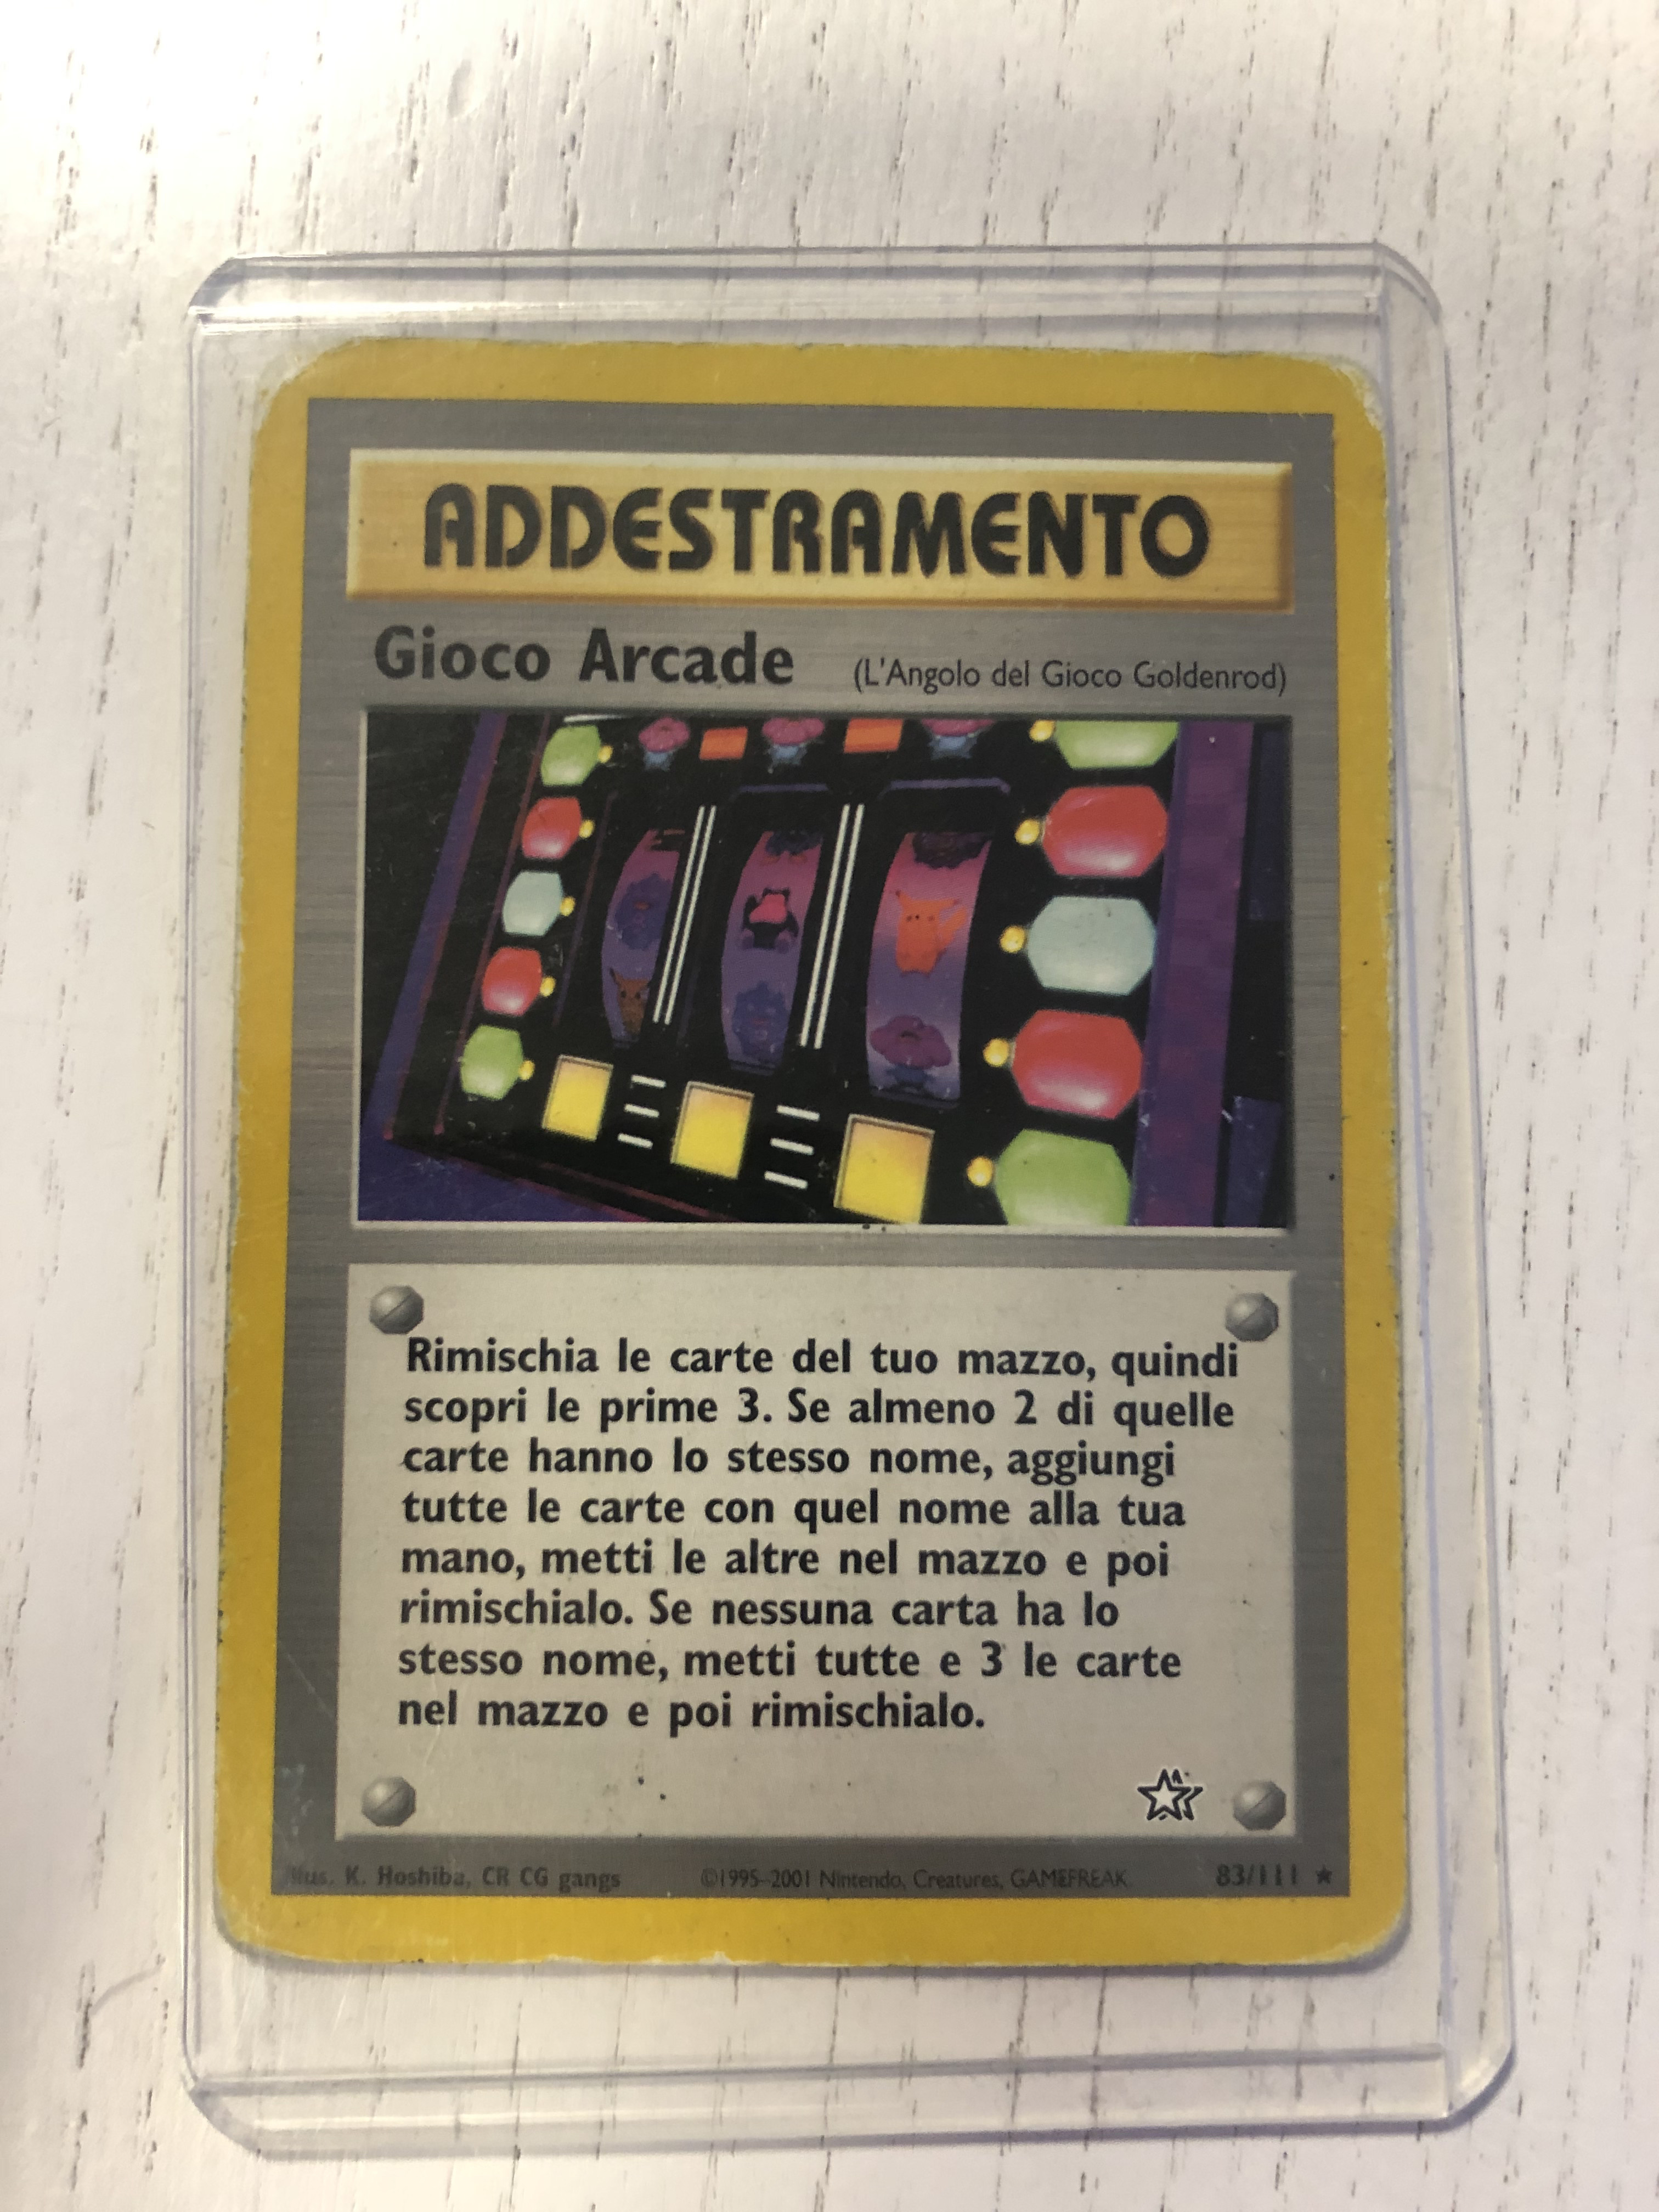 ADDESTRAMENTO
Gioco Arcade (L'Angolo del Gioco Goldenrod)
Rimischia le carte del tuo mazzo, quindi
scopri le prime 3. Se almeno 2 di quelle
carte hanno lo stesso nome, aggiungi
tutte le carte con quel nome alla tua
mano, metti le altre nel mazzo e poi
rimischialo. Se nessuna carta ha lo
stesso nome, metti tutte e 3 le carte
nel mazzo e poi rimischialo.
Illus. K. Hoshiba, CR CG gangs ©1995-2001 Nintendo, Creatures, GAMEFREAK 83/111 ★